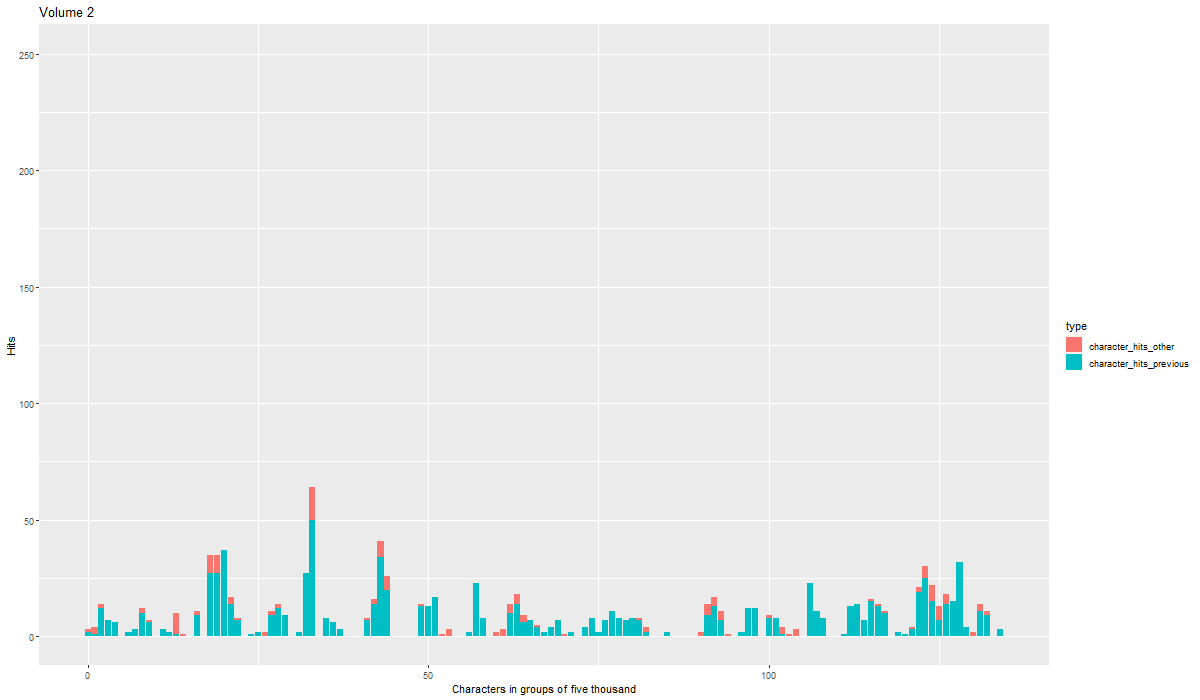 Volume 2
250
200
150
100
50
0
Hits
0
50
100
Characters in groups of five thousand
type
character_hits_other
character_hits_previous